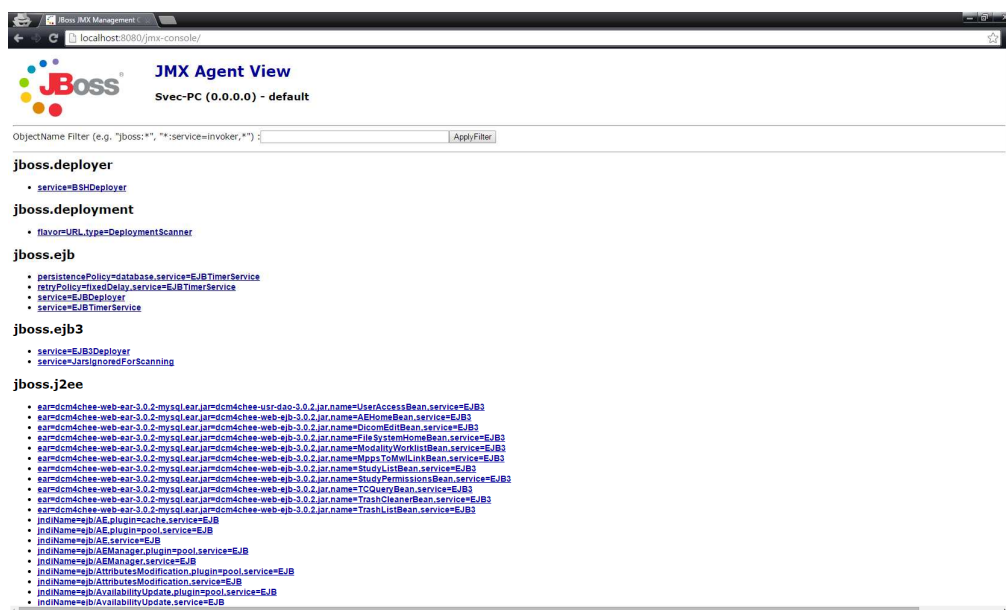 JBoss JMX Management C
localhost:8080/jmx-console/
JBoss®
JMX Agent View
Svec-PC (0.0.0.0) - default
ObjectName Filter (e.g. "jboss:*", "*:service=invoker,*") : ApplyFilter
jboss.deployer
service=BSHDeployer
jboss.deployment
flavor=URL,type=DeploymentScanner
jboss.ejb
persistencePolicy=database,service=EJBTimerService
retryPolicy=fixedDelay,service=EJBTimerService
service=EJBDeployer
service=EJBTimerService
jboss.ejb3
service=EJB3Deployer
service=JarsIgnoredForScanning
jboss.j2ee
ear=dcm4chee-web-ear-3.0.2-mysql.ear,jar=dcm4chee-usr-dao-3.0.2.jar,name=UserAccessBean,service=EJB3
ear=dcm4chee-web-ear-3.0.2-mysql.ear,jar=dcm4chee-web-ejb-3.0.2.jar,name=AEHomeBean,service=EJB3
ear=dcm4chee-web-ear-3.0.2-mysql.ear,jar=dcm4chee-web-ejb-3.0.2.jar,name=DicomEditBean,service=EJB3
ear=dcm4chee-web-ear-3.0.2-mysql.ear,jar=dcm4chee-web-ejb-3.0.2.jar,name=FileSystemHomeBean,service=EJB3
ear=dcm4chee-web-ear-3.0.2-mysql.ear,jar=dcm4chee-web-ejb-3.0.2.jar,name=ModalityWorklistBean,service=EJB3
ear=dcm4chee-web-ear-3.0.2-mysql.ear,jar=dcm4chee-web-ejb-3.0.2.jar,name=MppsToMwlLinkBean,service=EJB3
ear=dcm4chee-web-ear-3.0.2-mysql.ear,jar=dcm4chee-web-ejb-3.0.2.jar,name=StudyListBean,service=EJB3
ear=dcm4chee-web-ear-3.0.2-mysql.ear,jar=dcm4chee-web-ejb-3.0.2.jar,name=StudyPermissionsBean,service=EJB3
ear=dcm4chee-web-ear-3.0.2-mysql.ear,jar=dcm4chee-web-ejb-3.0.2.jar,name=TCQueryBean,service=EJB3
ear=dcm4chee-web-ear-3.0.2-mysql.ear,jar=dcm4chee-web-ejb-3.0.2.jar,name=TrashCleanerBean,service=EJB3
ear=dcm4chee-web-ear-3.0.2-mysql.ear,jar=dcm4chee-web-ejb-3.0.2.jar,name=TrashListBean,service=EJB3
jndiName=ejb/AE,plugin=cache,service=EJB
jndiName=ejb/AE,plugin=pool,service=EJB
jndiName=ejb/AE,service=EJB
jndiName=ejb/AEManager,plugin=pool,service=EJB
jndiName=ejb/AEManager,service=EJB
jndiName=ejb/AttributesModification,plugin=pool,service=EJB
jndiName=ejb/AttributesModification,service=EJB
jndiName=ejb/AvailabilityUpdate,plugin=pool,service=EJB
jndiName=ejb/AvailabilityUpdate,service=EJB